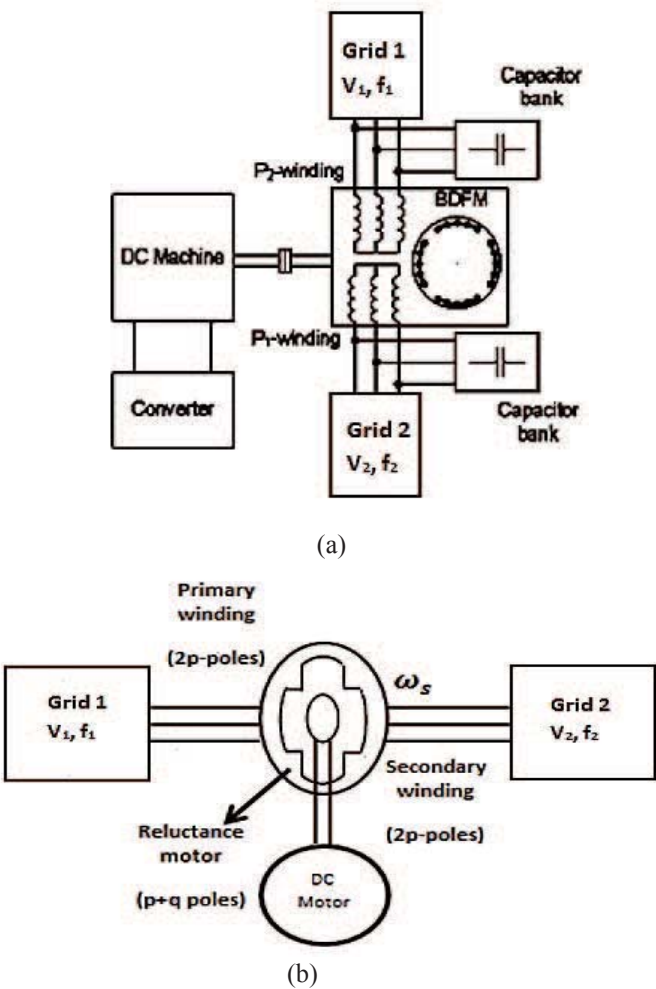 Grid 1
V₁, f₁
Capacitor
bank
P₂-winding
BDFM
DC Machine
P₁-winding
Converter
Grid 2
V₂, f₂
Capacitor
bank
(a)
Primary
winding
(2p-poles)
Grid 1
V₁, f₁
ωₛ
Grid 2
V₂, f₂
Secondary
winding
(2p-poles)
Reluctance
motor
(p+q poles)
DC
Motor
(b)